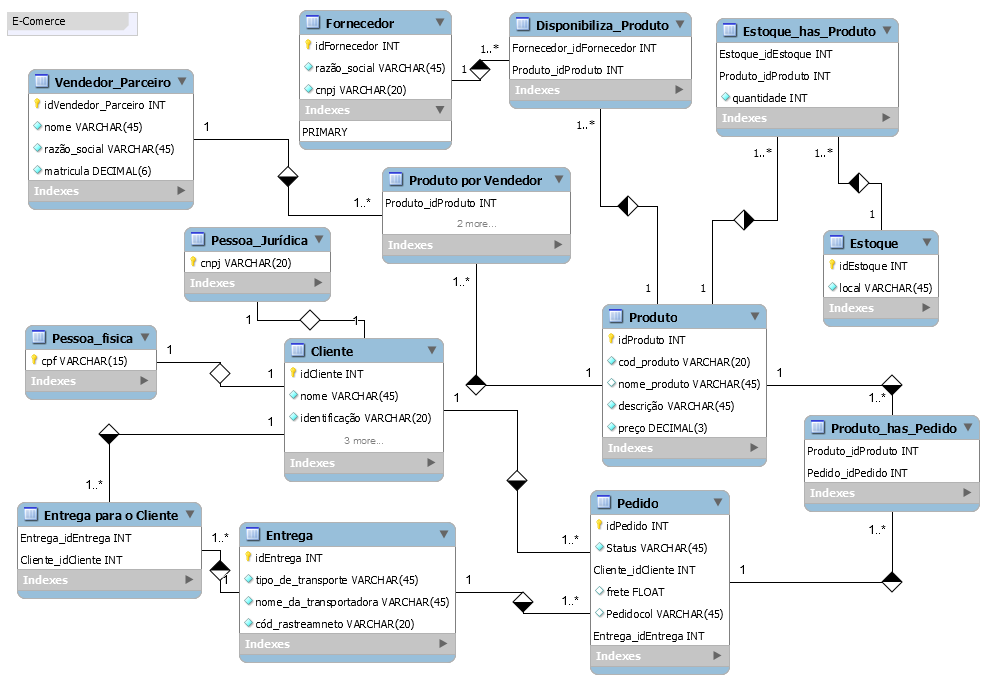 E-Comerce
Fornecedor
idFornecedor INT
razão_social VARCHAR(45)
cnpj VARCHAR(20)
Indexes
PRIMARY
1
1..*
Disponibiliza_Produto
Fornecedor_idFornecedor INT
Produto_idProduto INT
Indexes
1..*
1
Estoque_has_Produto
Estoque_idEstoque INT
Produto_idProduto INT
quantidade INT
Indexes
1..*
1..*
1
1
Vendedor_Parceiro
idVendedor_Parceiro INT
nome VARCHAR(45)
razão_social VARCHAR(45)
matricula DECIMAL(6)
Indexes
1
1..*
Produto por Vendedor
Produto_idProduto INT
2 more...
Indexes
1..*
1
Pessoa_Jurídica
cnpj VARCHAR(20)
Indexes
1
1
Estoque
idEstoque INT
local VARCHAR(45)
Indexes
Pessoa_fisica
cpf VARCHAR(15)
Indexes
1
1
Cliente
idCliente INT
nome VARCHAR(45)
identificação VARCHAR(20)
3 more...
Indexes
1
1..*
1
1..*
Produto
idProduto INT
cod_produto VARCHAR(20)
nome_produto VARCHAR(45)
descrição VARCHAR(45)
preço DECIMAL(3)
Indexes
1
1..*
Produto_has_Pedido
Produto_idProduto INT
Pedido_idPedido INT
Indexes
1..*
1
Entrega para o Cliente
Entrega_idEntrega INT
Cliente_idCliente INT
Indexes
1..*
1
Entrega
idEntrega INT
tipo_de_transporte VARCHAR(45)
nome_da_transportadora VARCHAR(45)
cód_rastreamneto VARCHAR(20)
Indexes
1
1..*
Pedido
idPedido INT
Status VARCHAR(45)
Cliente_idCliente INT
frete FLOAT
Pedidocol VARCHAR(45)
Entrega_idEntrega INT
Indexes